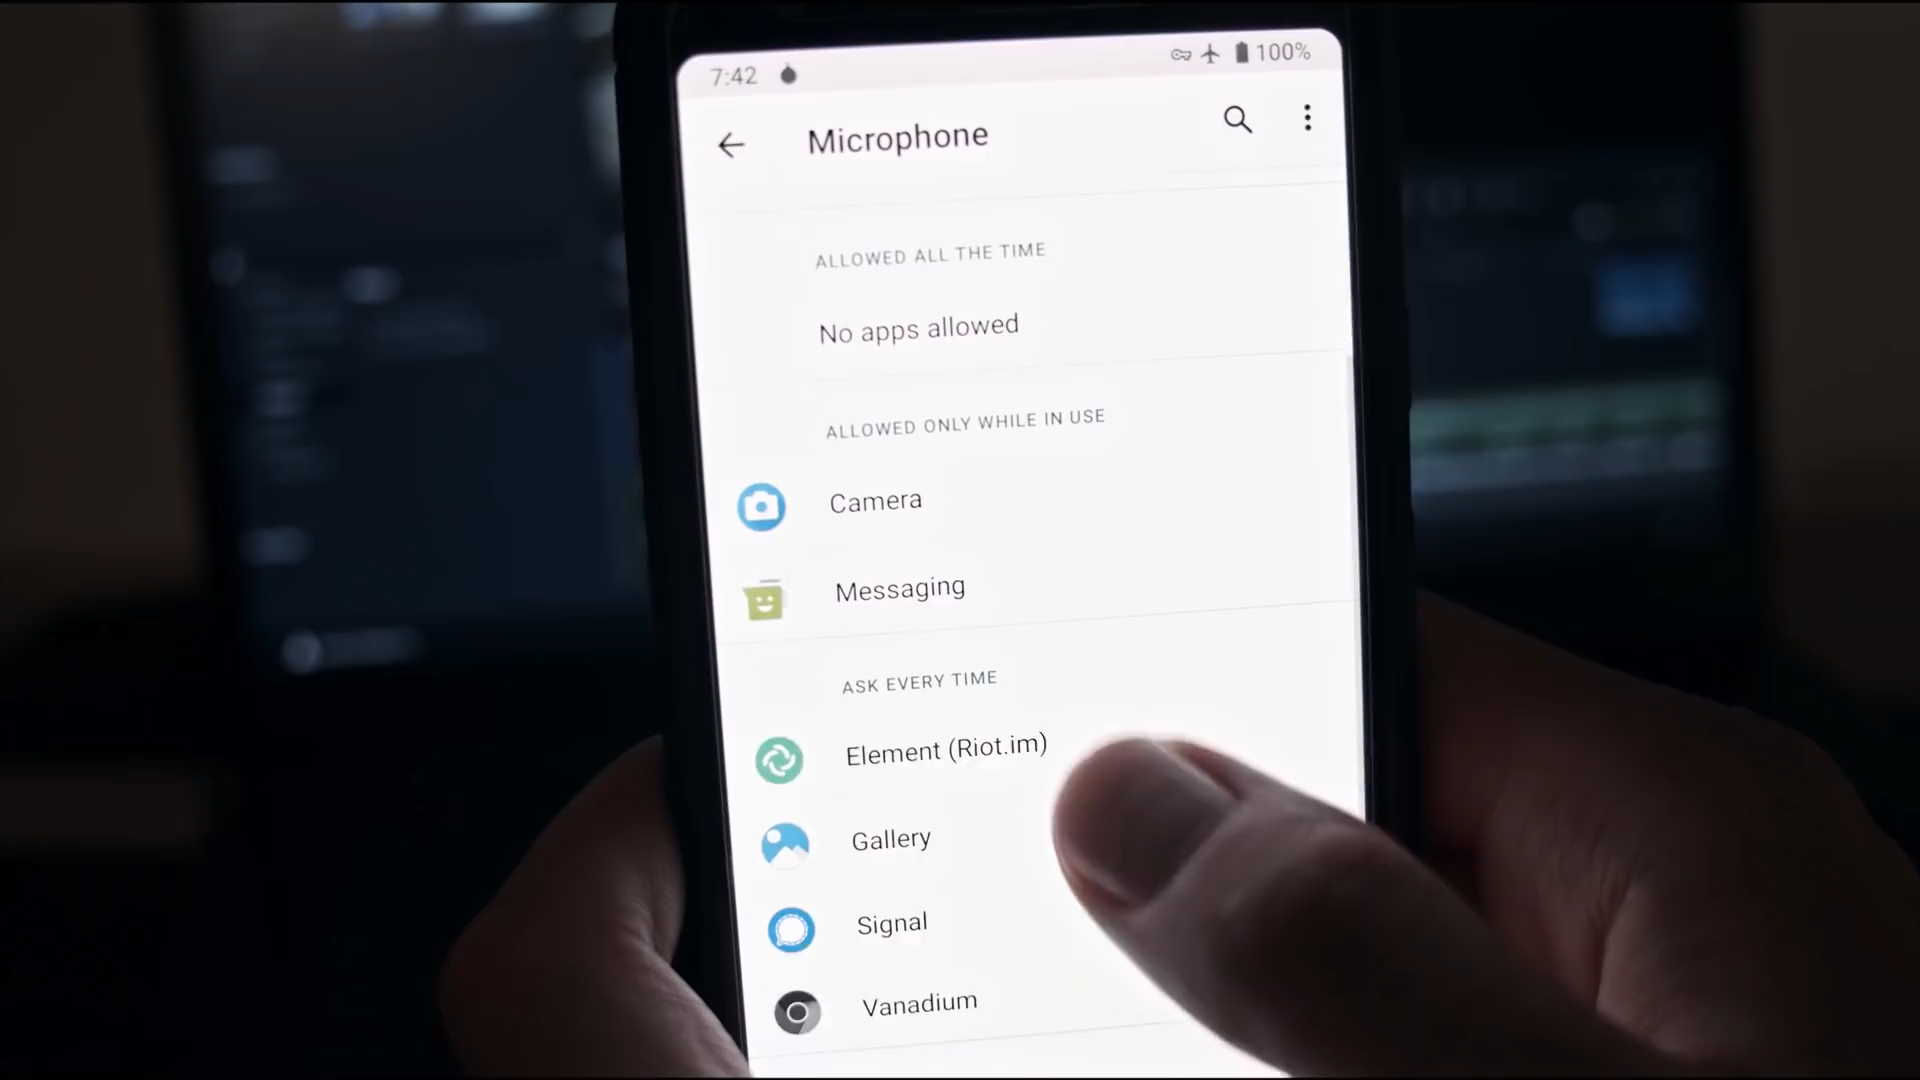 7:42 100%
Microphone
ALLOWED ALL THE TIME
No apps allowed
ALLOWED ONLY WHILE IN USE
Camera
Messaging
ASK EVERY TIME
Element (Riot.im)
Gallery
Signal
Vanadium